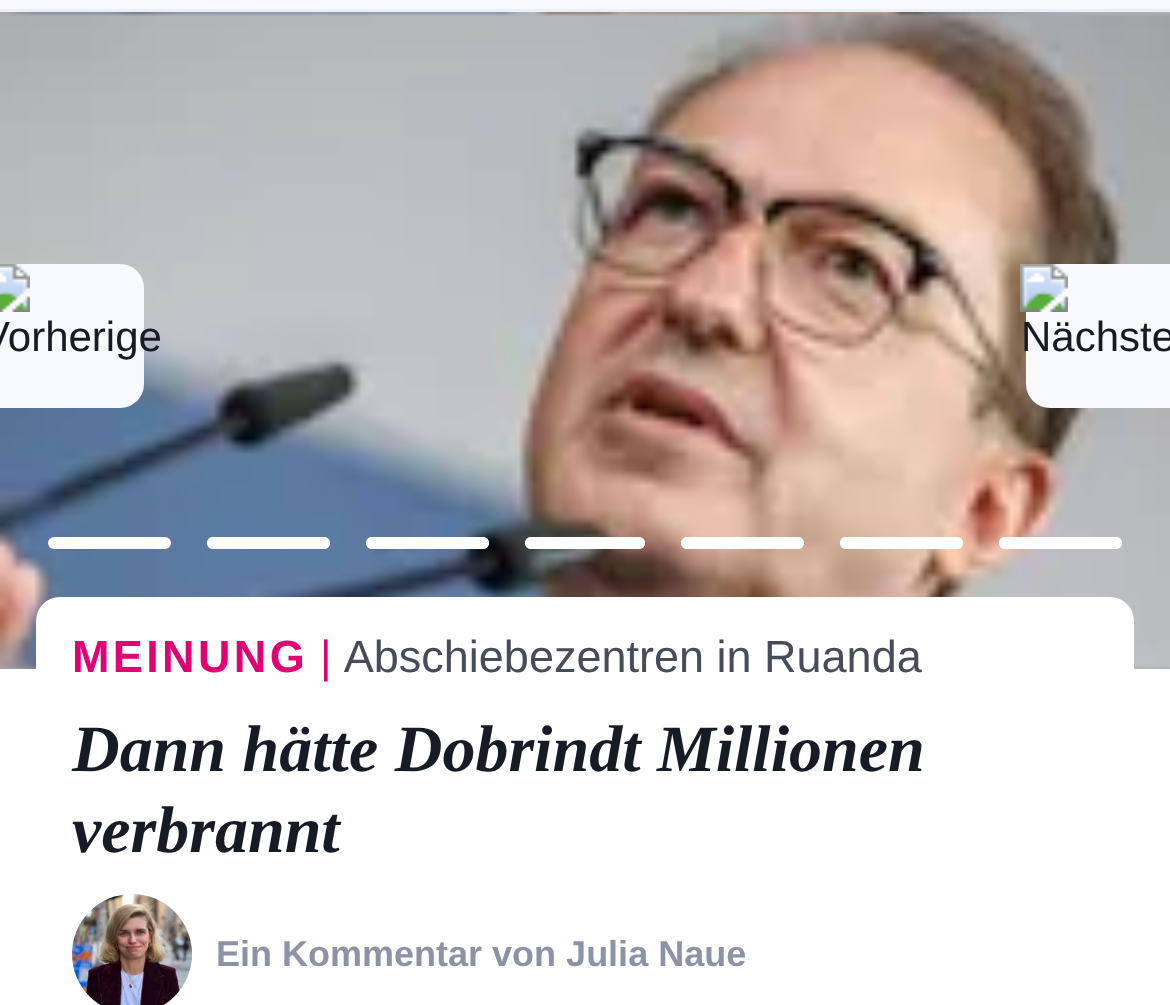 Vorherige
Nächste
MEINUNG | Abschiebezentren in Ruanda
Dann hätte Dobrindt Millionen
verbrannt
Ein Kommentar von Julia Naue